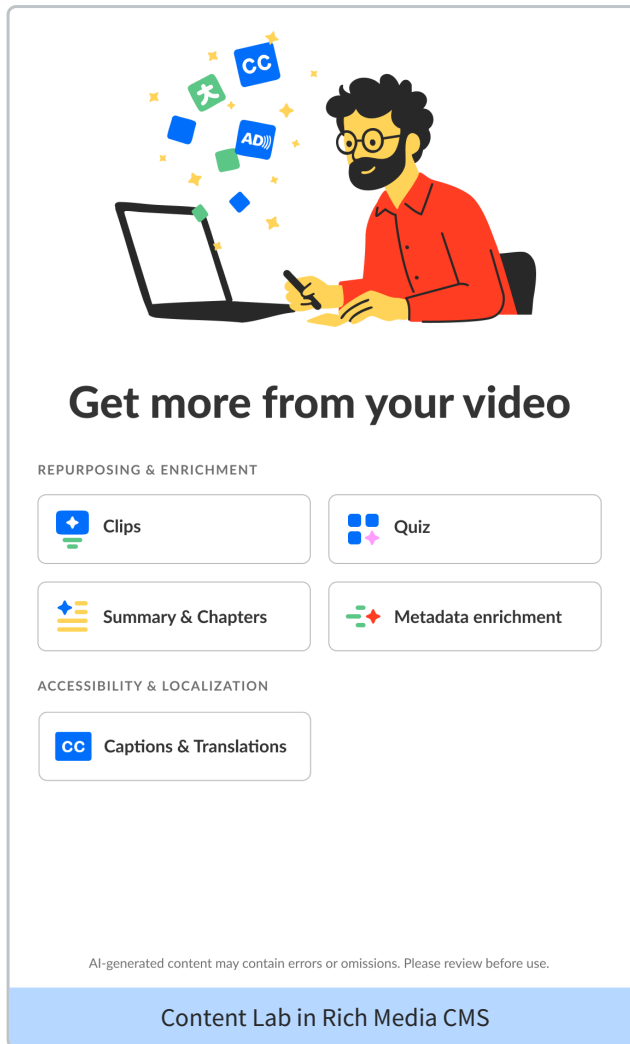 CC
AD
Get more from your video
REPURPOSING & ENRICHMENT
Clips
Quiz
Summary & Chapters
Metadata enrichment
ACCESSIBILITY & LOCALIZATION
CC
Captions & Translations
AI-generated content may contain errors or omissions. Please review before use.
Content Lab in Rich Media CMS